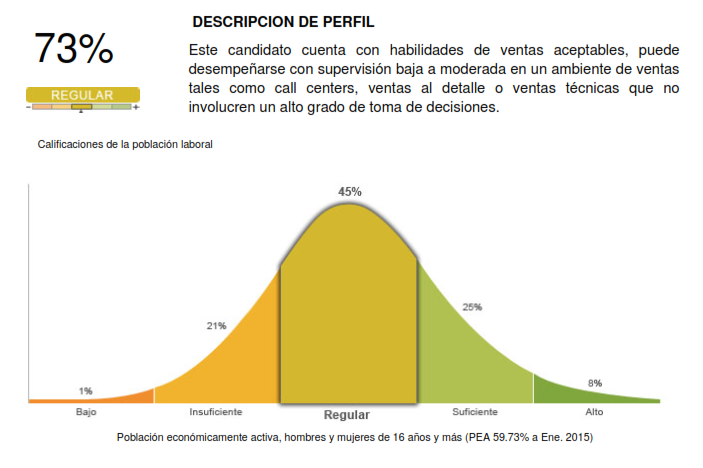 DESCRIPCION DE PERFIL
73%
REGULAR
- +
Este candidato cuenta con habilidades de ventas aceptables, puede
desempeñarse con supervisión baja a moderada en un ambiente de ventas
tales como call centers, ventas al detalle o ventas técnicas que no
involucren un alto grado de toma de decisiones.
Calificaciones de la población laboral
45%
25%
21%
8%
1%
Bajo Insuficiente Regular Suficiente Alto
Población económicamente activa, hombres y mujeres de 16 años y más (PEA 59.73% a Ene. 2015)